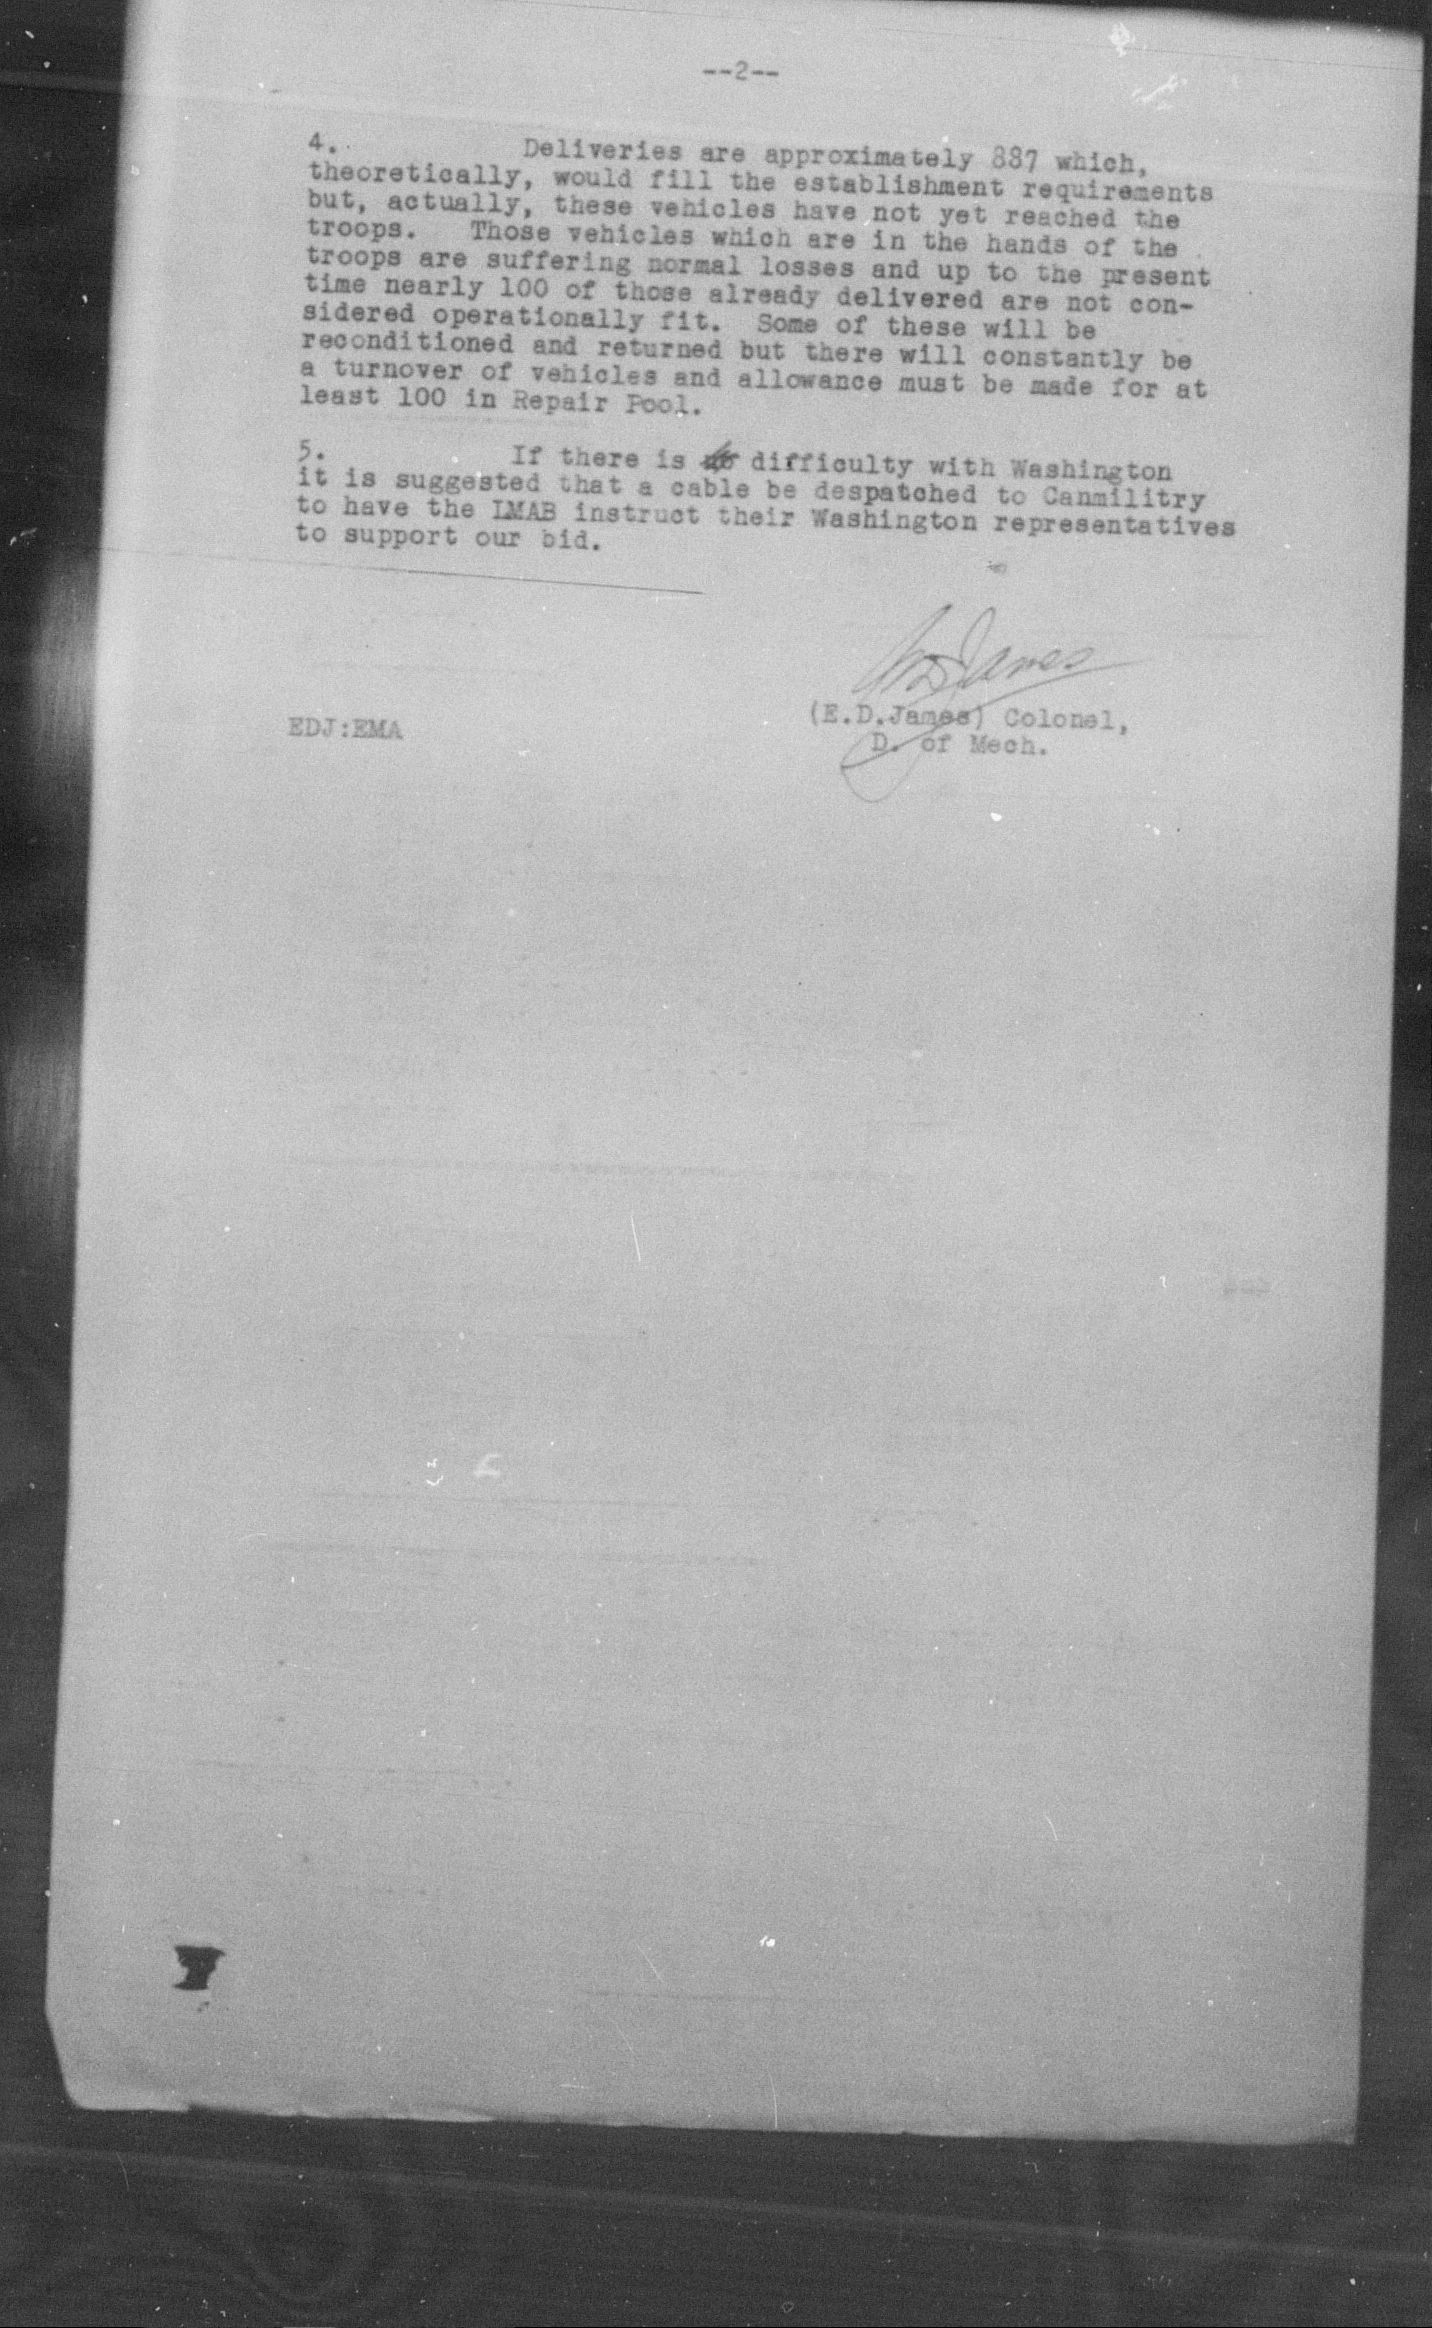 --2--
4. Deliveries are approximately 887 which,
theoretically, would fill the establishment requirements
but, actually, these vehicles have not yet reached the
troops. Those vehicles which are in the hands of the
troops are suffering normal losses and up to the present
time nearly 100 of those already delivered are not con-
sidered operationally fit. Some of these will be
reconditioned and returned but there will constantly be
a turnover of vehicles and allowance must be made for at
least 100 in Repair Pool.
5. If there is difficulty with Washington
it is suggested that a cable be despatched to Canmilitry
to have the LMAB instruct their Washington representatives
to support our bid.
EDJames
(E.D.James) Colonel,
EDJ:EMA
D. of Mech.